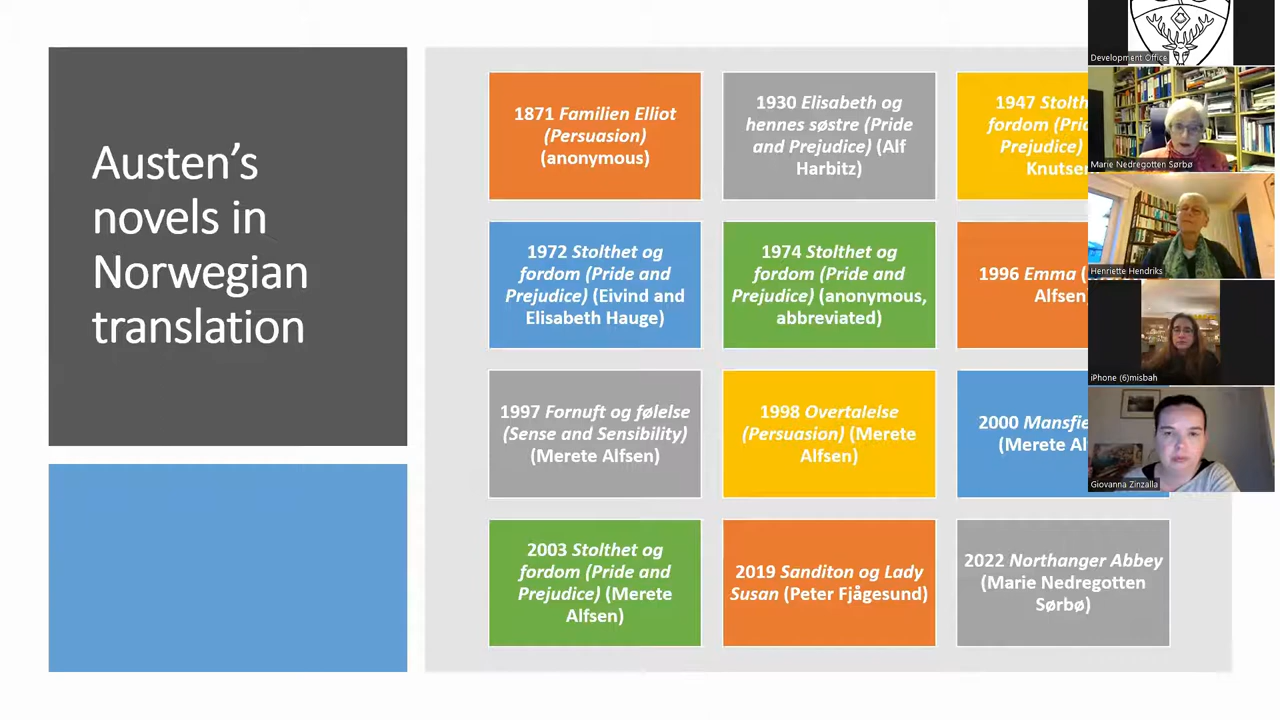 Austen’s
novels in
Norwegian
translation
1871 Familien Elliot
(Persuasion)
(anonymous)
1930 Elisabeth og
hennes søstre (Pride
and Prejudice) (Alf
Harbitz)
1947
fordom
Prejudice)
1972 Stolthet og
fordom (Pride and
Prejudice) (Eivind and
Elisabeth Hauge)
1974 Stolthet og
fordom (Pride and
Prejudice) (anonymous,
abbreviated)
1996 Emma
Alfsen
1997 Fornuft og følelse
(Sense and Sensibility)
(Merete Alfsen)
1998 Overtalelse
(Persuasion) (Merete
Alfsen)
2000
(Merete
2003 Stolthet og
fordom (Pride and
Prejudice) (Merete
Alfsen)
2019 Sanditon og Lady
Susan (Peter Fjågesund)
2022 Northanger Abbey
(Marie Nedregotten
Sørbø)
Development Office
Marie Nedregotten Sørbø
Henriette Hendriks
iPhone (6)misbah
Giovanna Zinzalla